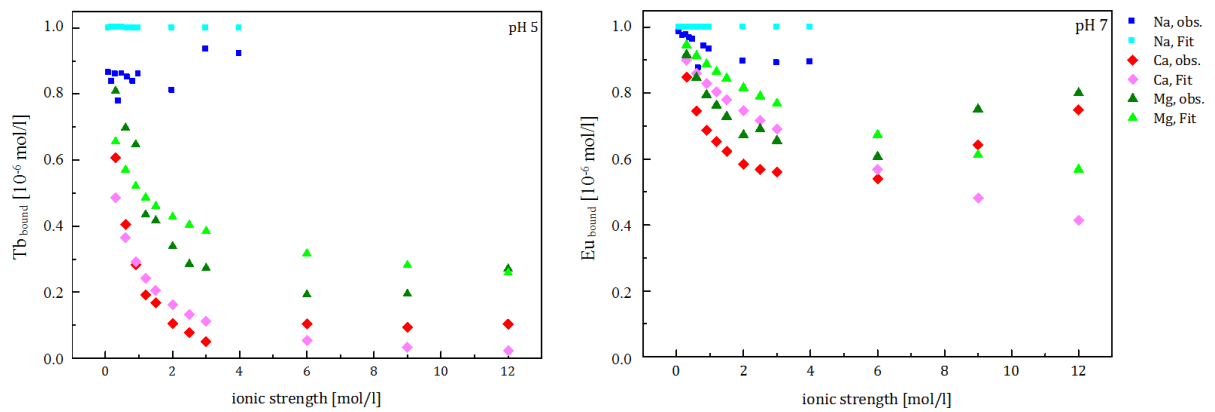 pH 5
1.0
0.8
0.6
0.4
0.2
0.0
Tb bound [10-6 mol/l]
0 2 4 6 8 10 12
ionic strength [mol/l]
pH 7
1.0
0.8
0.6
0.4
0.2
0.0
Eu bound [10-6 mol/l]
0 2 4 6 8 10 12
ionic strength [mol/l]
Na, obs.
Na, Fit
Ca, obs.
Ca, Fit
Mg, obs.
Mg, Fit